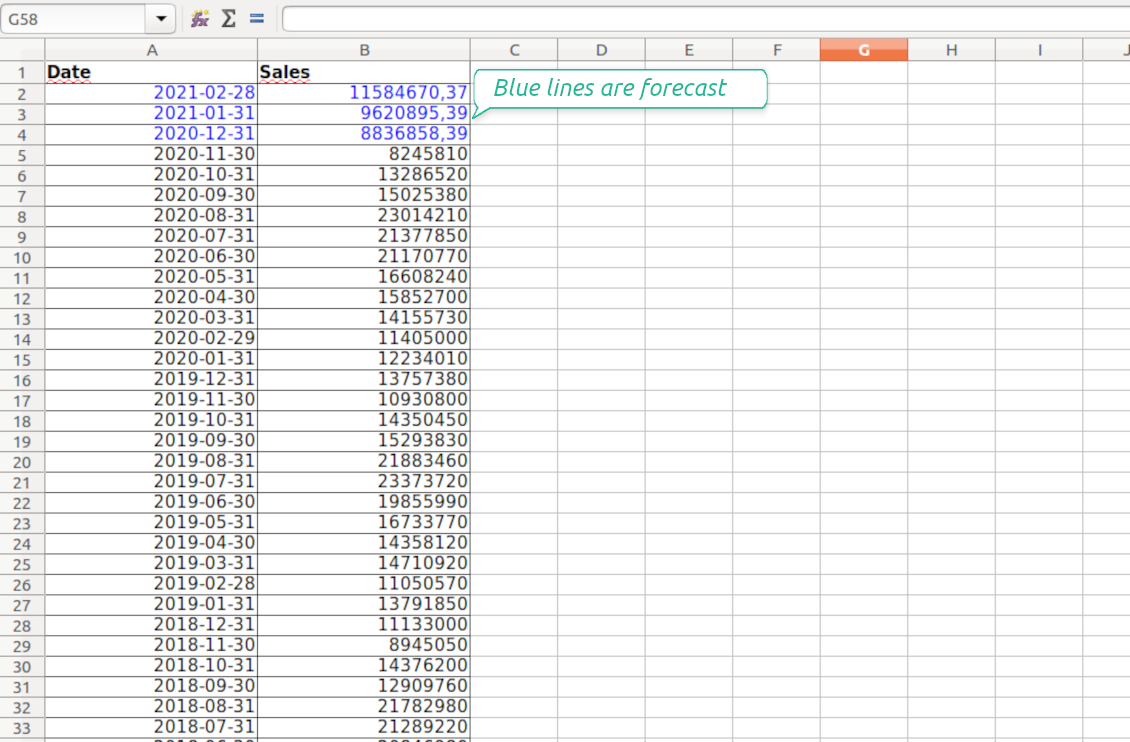 G58
A B C D E F G H I J
1 Date Sales
Blue lines are forecast
2 2021-02-28 11584670,37
3 2021-01-31 9620895,39
4 2020-12-31 8836858,39
5 2020-11-30 8245810
6 2020-10-31 13286520
7 2020-09-30 15025380
8 2020-08-31 23014210
9 2020-07-31 21377850
10 2020-06-30 21170770
11 2020-05-31 16608240
12 2020-04-30 15852700
13 2020-03-31 14155730
14 2020-02-29 11405000
15 2020-01-31 12234010
16 2019-12-31 13757380
17 2019-11-30 10930800
18 2019-10-31 14350450
19 2019-09-30 15293830
20 2019-08-31 21883460
21 2019-07-31 23373720
22 2019-06-30 19855990
23 2019-05-31 16733770
24 2019-04-30 14358120
25 2019-03-31 14710920
26 2019-02-28 11050570
27 2019-01-31 13791850
28 2018-12-31 11133000
29 2018-11-30 8945050
30 2018-10-31 14376200
31 2018-09-30 12909760
32 2018-08-31 21782980
33 2018-07-31 21289220